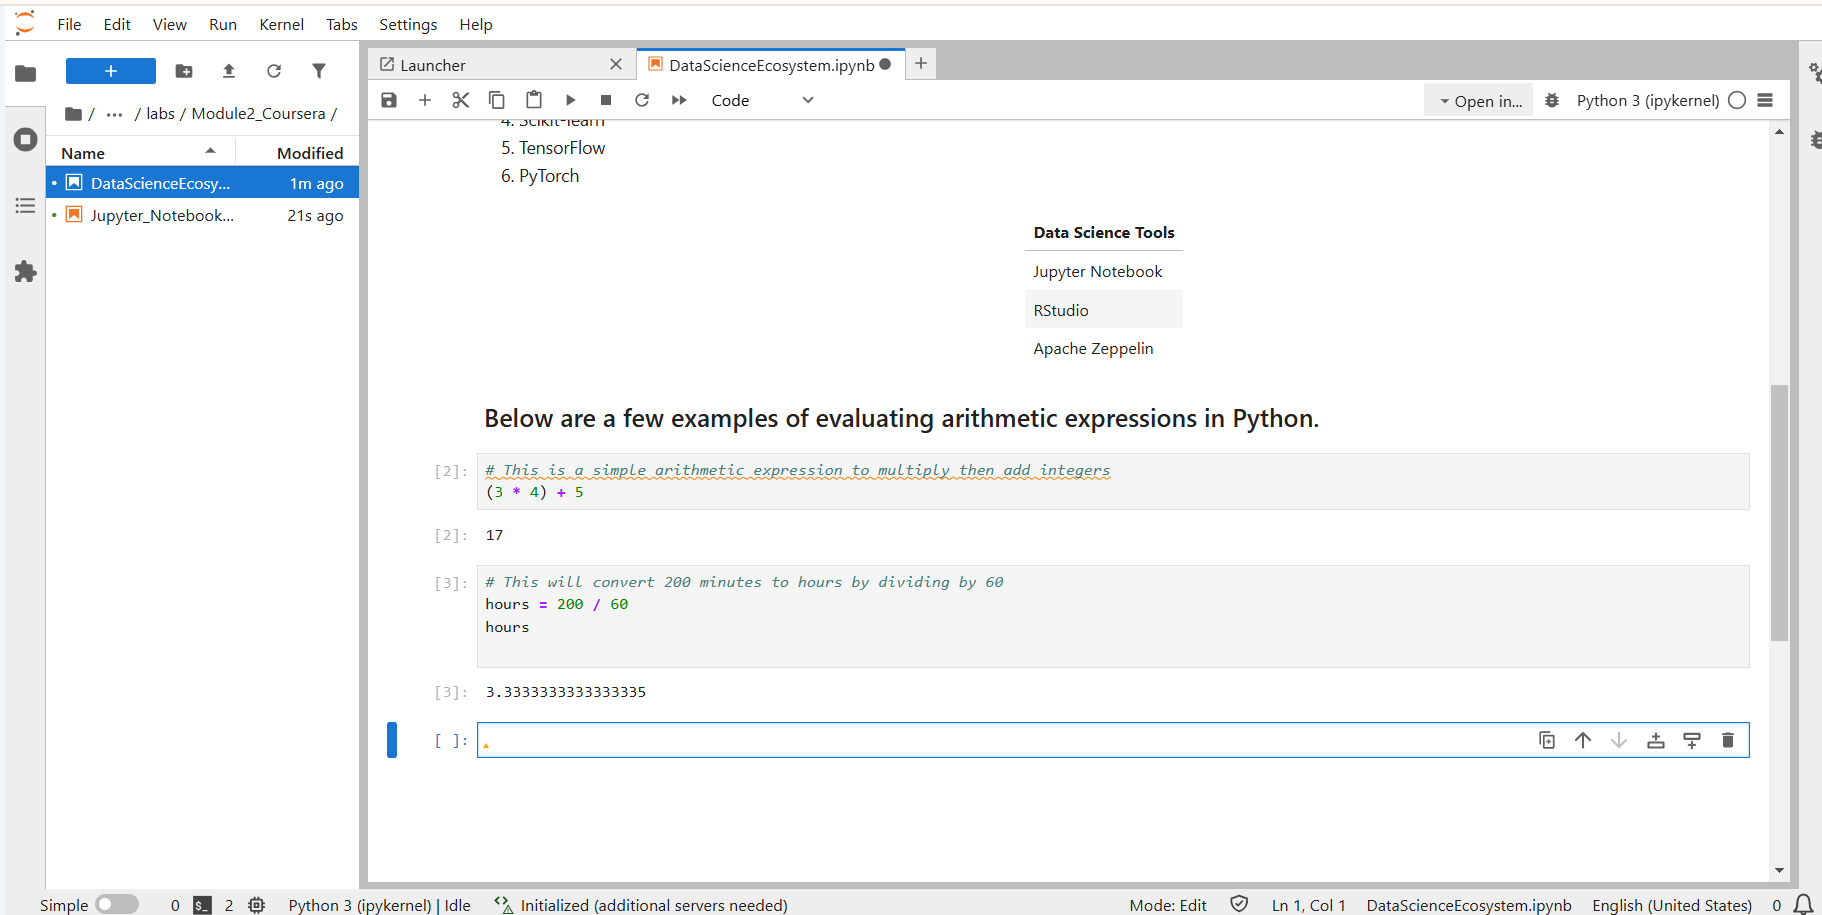 File Edit View Run Kernel Tabs Settings Help
+
/ ··· / labs / Module2_Coursera /
Name Modified
DataScienceEcosy... 1m ago
Jupyter_Notebook... 21s ago
Launcher
DataScienceEcosystem.ipynb
+
Code
Open in...
Python 3 (ipykernel)
4. Scikit-learn
5. TensorFlow
6. PyTorch
Data Science Tools
Jupyter Notebook
RStudio
Apache Zeppelin
Below are a few examples of evaluating arithmetic expressions in Python.
[2]: # This is a simple arithmetic expression to multiply then add integers
(3 * 4) + 5
[2]: 17
[3]: # This will convert 200 minutes to hours by dividing by 60
hours = 200 / 60
hours
[3]: 3.3333333333333335
[ ]:
Simple 0 $_ 2 Python 3 (ipykernel) | Idle Initialized (additional servers needed) Mode: Edit Ln 1, Col 1 DataScienceEcosystem.ipynb English (United States) 0